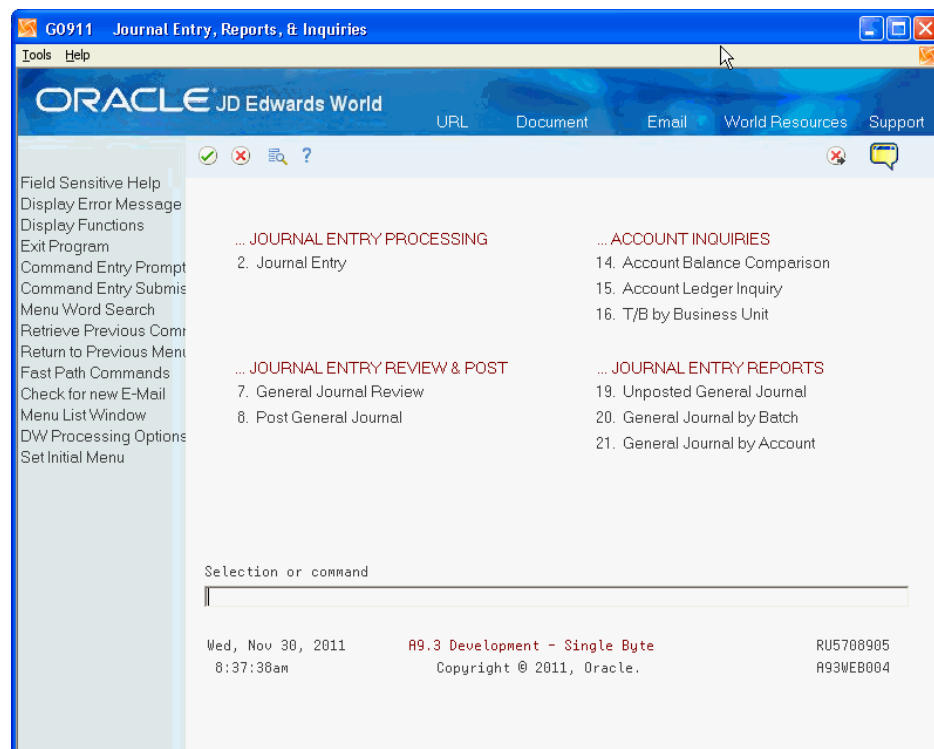 G0911 Journal Entry, Reports, & Inquiries
Tools Help
ORACLE JD Edwards World
URL Document Email World Resources Support
?
Field Sensitive Help
Display Error Message
Display Functions
Exit Program
Command Entry Prompt
Command Entry Submis
Menu Word Search
Retrieve Previous Com
Return to Previous Menu
Fast Path Commands
Check for new E-Mail
Menu List Window
DW Processing Options
Set Initial Menu
... JOURNAL ENTRY PROCESSING
2. Journal Entry
... ACCOUNT INQUIRIES
14. Account Balance Comparison
15. Account Ledger Inquiry
16. T/B by Business Unit
... JOURNAL ENTRY REVIEW & POST
7. General Journal Review
8. Post General Journal
... JOURNAL ENTRY REPORTS
19. Unposted General Journal
20. General Journal by Batch
21. General Journal by Account
Selection or command
Wed, Nov 30, 2011 A9.3 Development - Single Byte RU5708905
8:37:38am Copyright © 2011, Oracle. A93WEB004